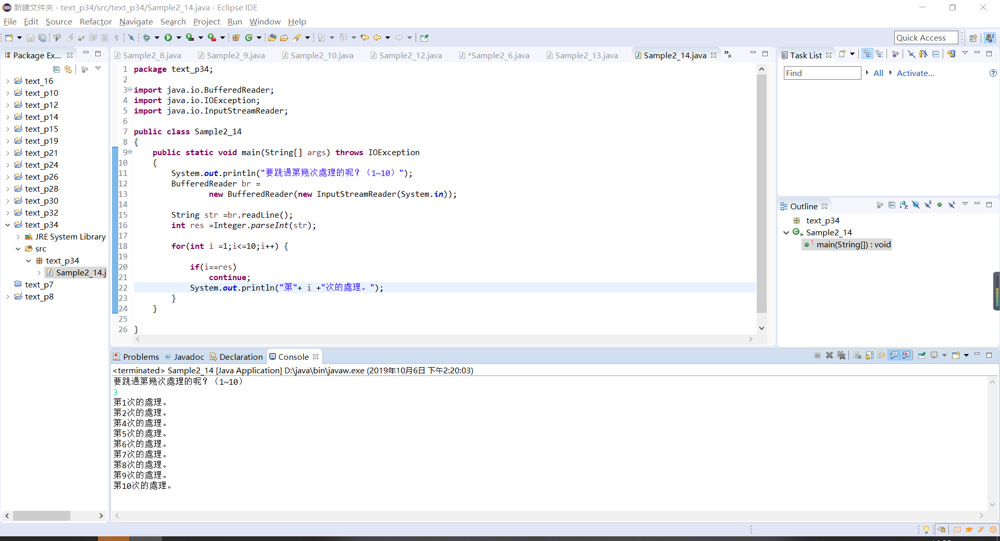 新建文件夹 - text_p34/src/text_p34/Sample2_14.java - Eclipse IDE
File Edit Source Refactor Navigate Search Project Run Window Help
Quick Access
Package Ex...
text_16
text_p10
text_p12
text_p14
text_p15
text_p19
text_p21
text_p24
text_p26
text_p28
text_p30
text_p32
text_p34
JRE System Library
src
text_p34
Sample2_14.j
text_p7
text_p8
Sample2_8.java Sample2_9.java Sample2_10.java Sample2_12.java *Sample2_6.java Sample2_13.java Sample2_14.java »8
1 package text_p34;
2
3 import java.io.BufferedReader;
4 import java.io.IOException;
5 import java.io.InputStreamReader;
6
7 public class Sample2_14
8 {
9 public static void main(String[] args) throws IOException
10 {
11 System.out.println("要跳過第幾次處理的呢？（1~10）");
12 BufferedReader br =
13 new BufferedReader(new InputStreamReader(System.in));
14
15 String str =br.readLine();
16 int res =Integer.parseInt(str);
17
18 for(int i =1;i<=10;i++) {
19
20 if(i==res)
21 continue;
22 System.out.println("第"+ i +"次的處理。");
23 }
24 }
25
26 }
Task List
Find All Activate...
Outline
text_p34
Sample2_14
main(String[]) : void
Problems @ Javadoc Declaration Console
<terminated> Sample2_14 [Java Application] D:\java\bin\javaw.exe (2019年10月6日 下午2:20:03)
要跳過第幾次處理的呢？（1~10）
3
第1次的處理。
第2次的處理。
第4次的處理。
第5次的處理。
第6次的處理。
第7次的處理。
第8次的處理。
第9次的處理。
第10次的處理。